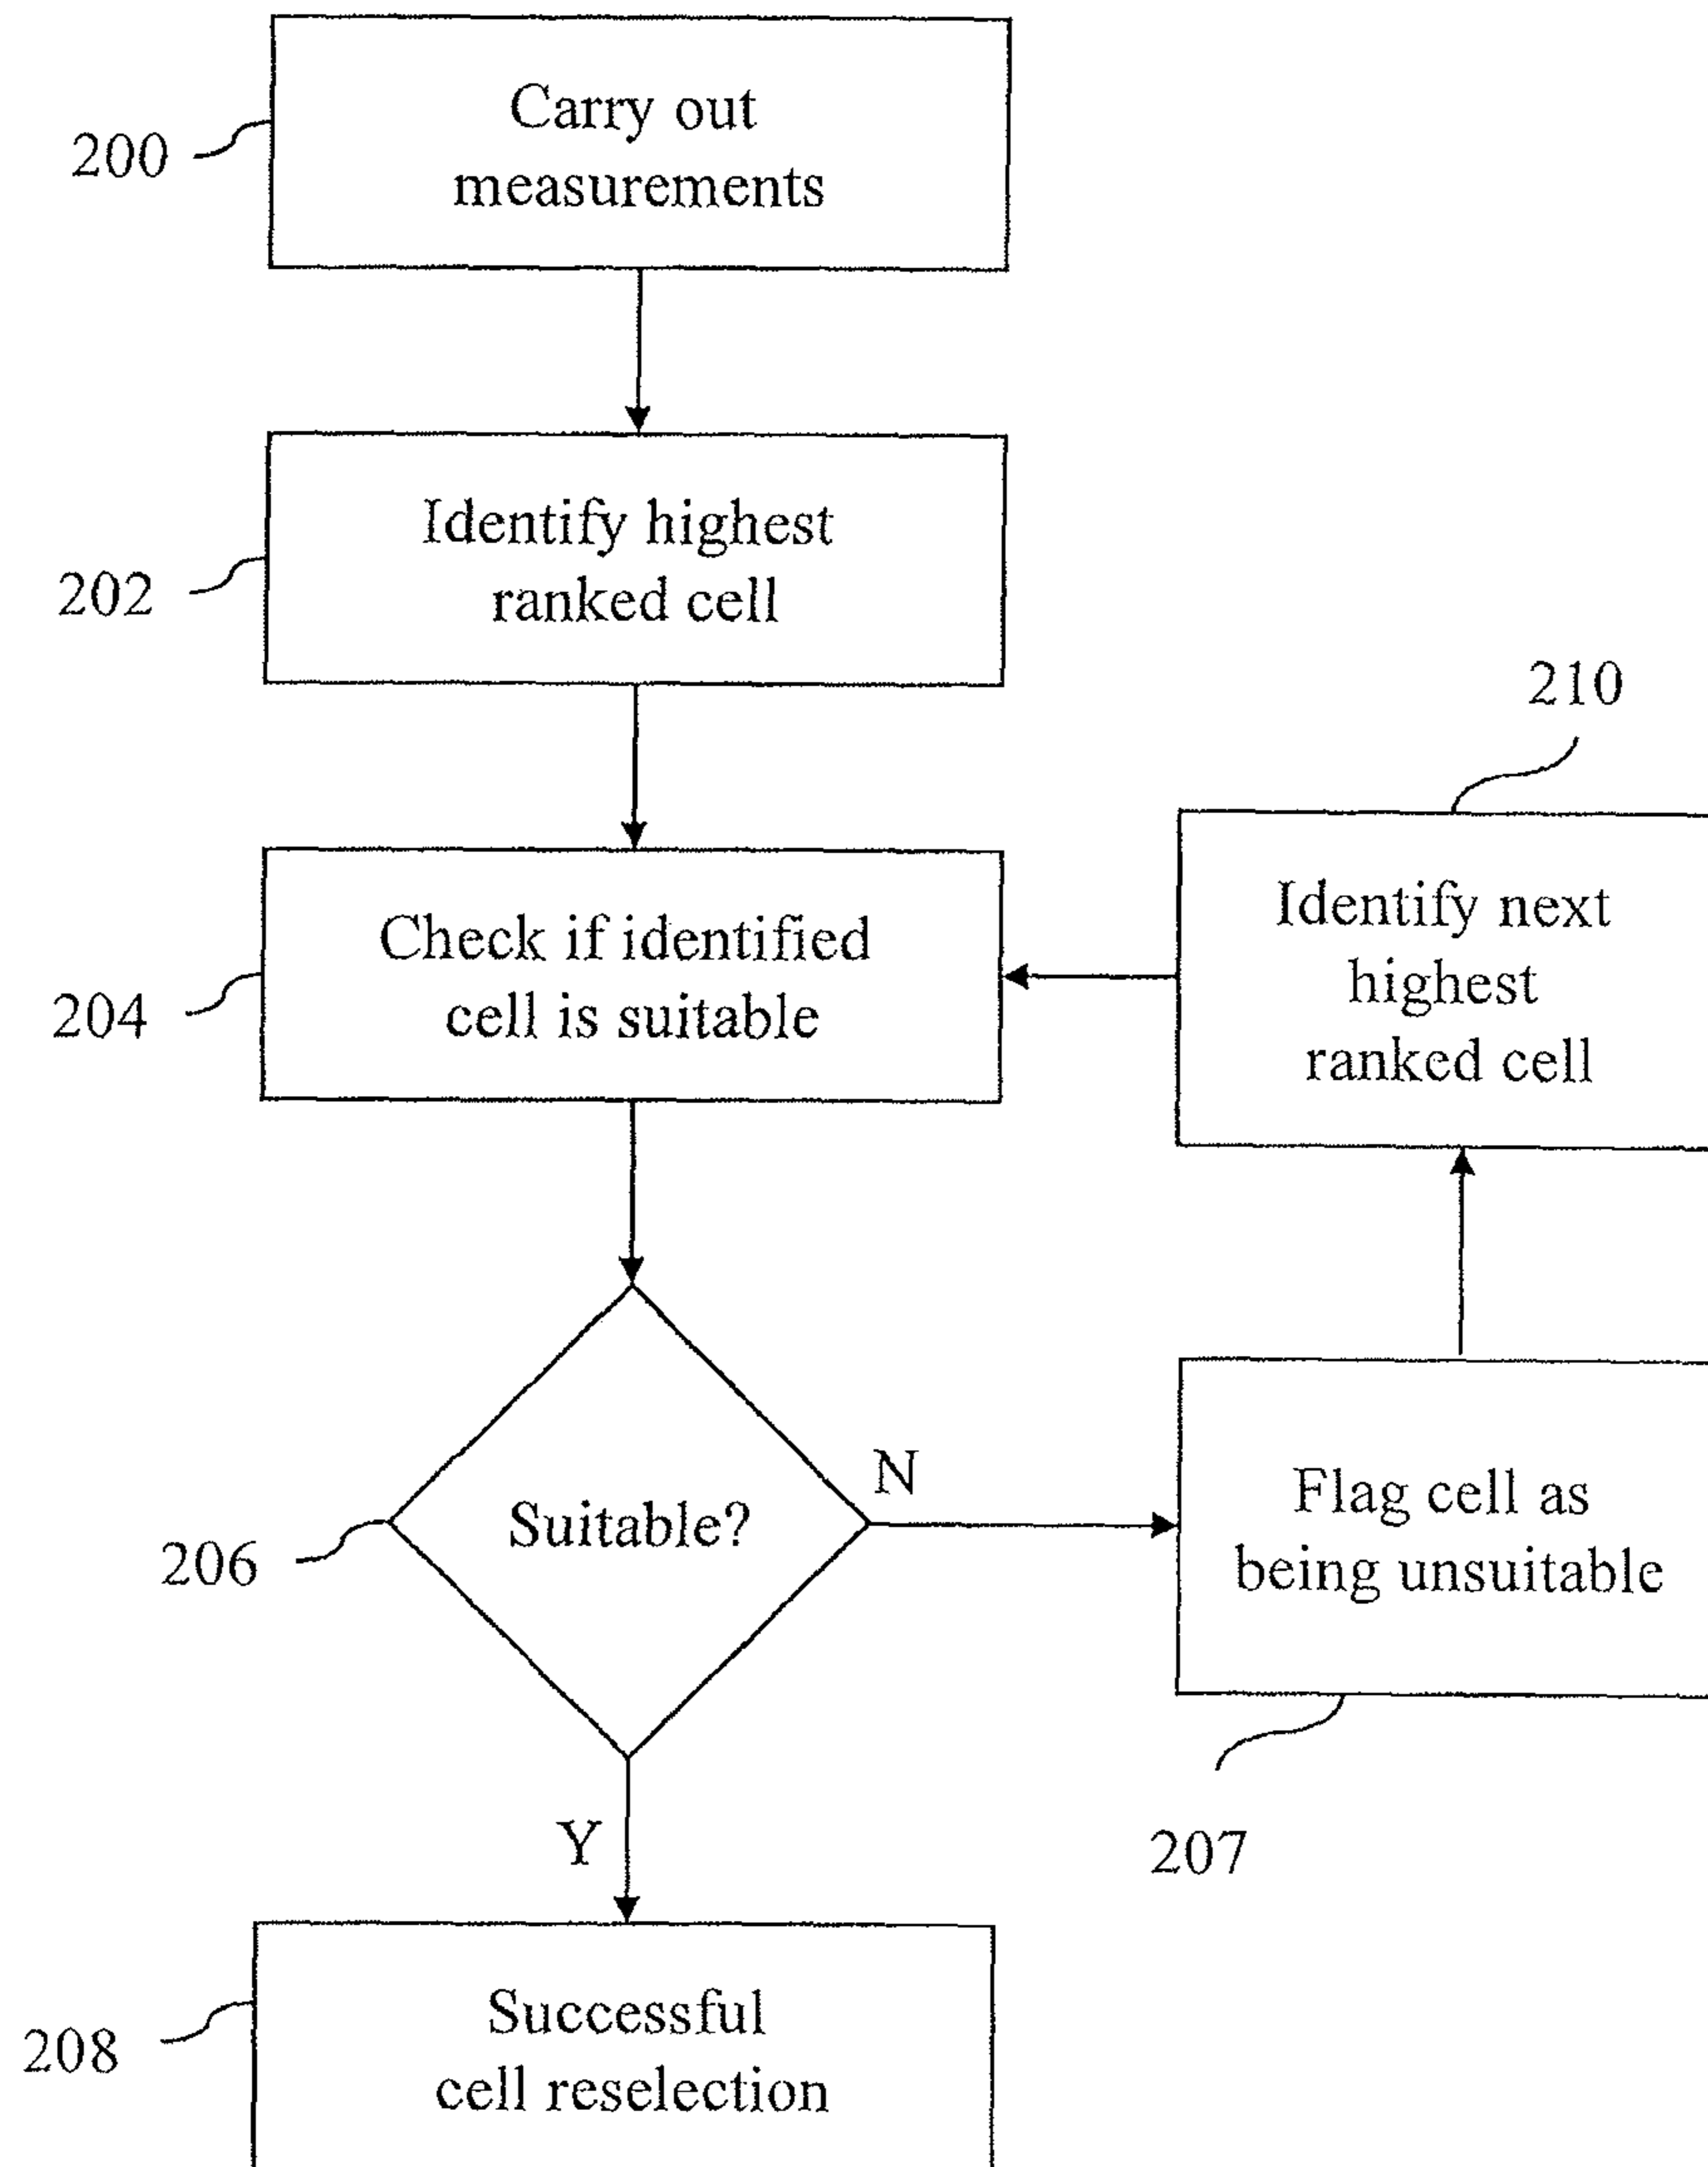 Carry out
measurements
200
Identify highest
ranked cell
202
210
Check if identified
cell is suitable
204
Identify next
highest
ranked cell
Suitable?
206
N
Flag cell as
being unsuitable
207
Y
Successful
cell reselection
208